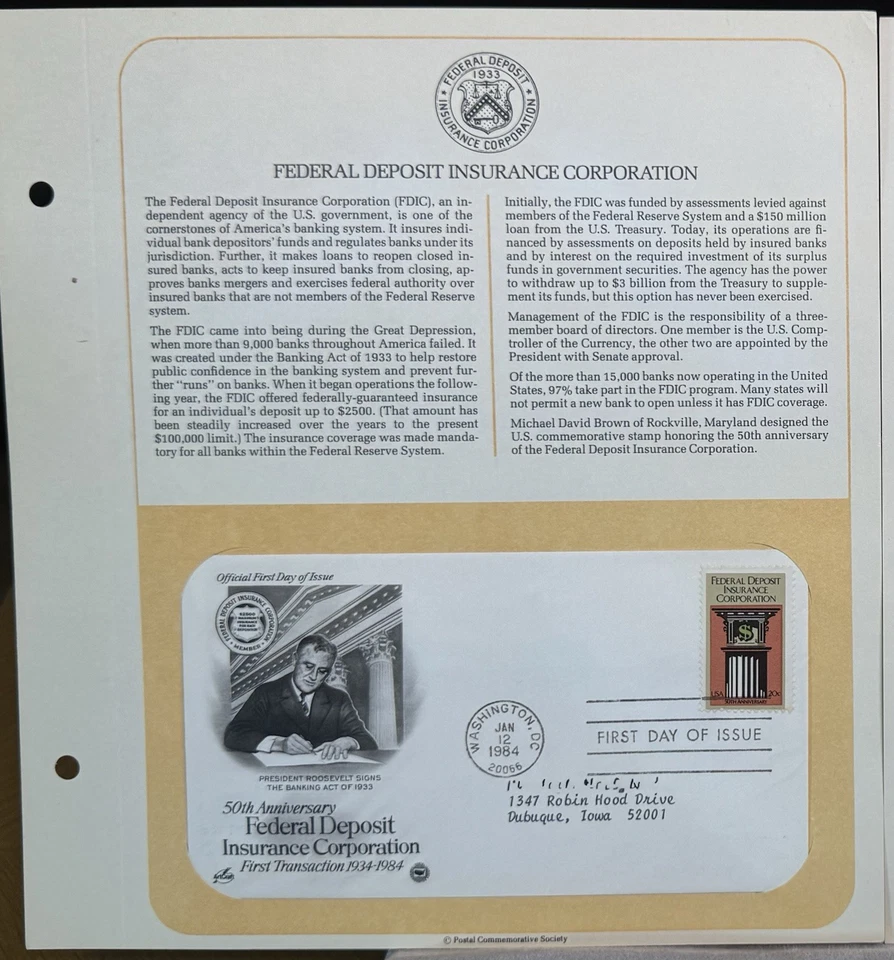 FEDERAL DEPOSIT
1933
INSURANCE CORPORATION
FEDERAL DEPOSIT INSURANCE CORPORATION
The Federal Deposit Insurance Corporation (FDIC), an in-
dependent agency of the U.S. government, is one of the
cornerstones of America's banking system. It insures indi-
vidual bank depositors' funds and regulates banks under its
jurisdiction. Further, it makes loans to reopen closed in-
sured banks, acts to keep insured banks from closing, ap-
proves banks mergers and exercises federal authority over
insured banks that are not members of the Federal Reserve
system.
The FDIC came into being during the Great Depression,
when more than 9,000 banks throughout America failed. It
was created under the Banking Act of 1933 to help restore
public confidence in the banking system and prevent fur-
ther "runs" on banks. When it began operations the follow-
ing year, the FDIC offered federally-guaranteed insurance
for an individual's deposit up to $2500. (That amount has
been steadily increased over the years to the present
$100,000 limit.) The insurance coverage was made manda-
tory for all banks within the Federal Reserve System.
Initially, the FDIC was funded by assessments levied against
members of the Federal Reserve System and a $150 million
loan from the U.S. Treasury. Today, its operations are fi-
nanced by assessments on deposits held by insured banks
and by interest on the required investment of its surplus
funds in government securities. The agency has the power
to withdraw up to $3 billion from the Treasury to supple-
ment its funds, but this option has never been exercised.
Management of the FDIC is the responsibility of a three-
member board of directors. One member is the U.S. Comp-
troller of the Currency, the other two are appointed by the
President with Senate approval.
Of the more than 15,000 banks now operating in the United
States, 97% take part in the FDIC program. Many states will
not permit a new bank to open unless it has FDIC coverage.
Michael David Brown of Rockville, Maryland designed the
U.S. commemorative stamp honoring the 50th anniversary
of the Federal Deposit Insurance Corporation.
Official First Day of Issue
FEDERAL DEPOSIT INSURANCE CORPORATION
MEMBER
PRESIDENT ROOSEVELT SIGNS
THE BANKING ACT OF 1933
50th Anniversary
Federal Deposit
Insurance Corporation
First Transaction 1934-1984
FEDERAL DEPOSIT
INSURANCE
CORPORATION
$
USA 20c
50TH ANNIVERSARY
WASHINGTON, DC
JAN
12
1984
20066
FIRST DAY OF ISSUE
1347 Robin Hood Drive
Dubuque, Iowa 52001
© Postal Commemorative Society